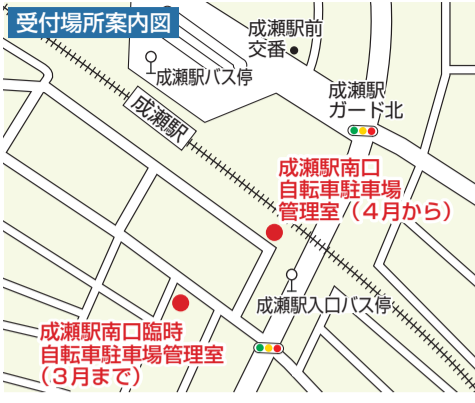 受付場所案内図
成瀬駅前
交番
成瀬駅バス停
成瀬駅
ガード北
成瀬駅
成瀬駅南口
自転車駐車場
管理室（4月から）
成瀬駅入口バス停
成瀬駅南口臨時
自転車駐車場管理室
（3月まで）